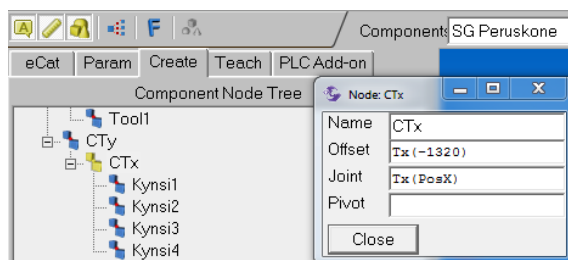 A F Components SG Peruskone
eCat Param Create Teach PLC Add-on
Component Node Tree
Tool1
CTy
CTx
Kynsi1
Kynsi2
Kynsi3
Kynsi4
Node: CTx
Name CTx
Offset Tx(-1320)
Joint Tx(PosX)
Pivot
Close